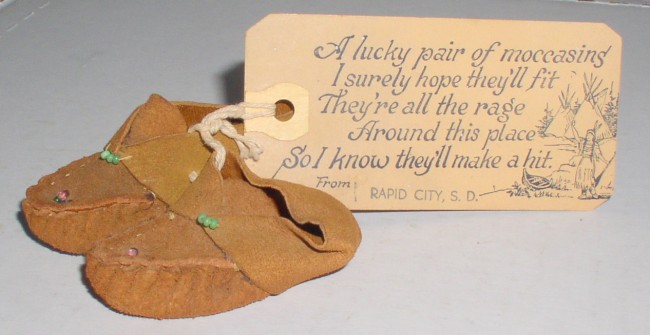 A lucky pair of moccasins
I surely hope they'll fit
They're all the rage
Around this place
So I know they'll make a hit.
From RAPID CITY, S. D.